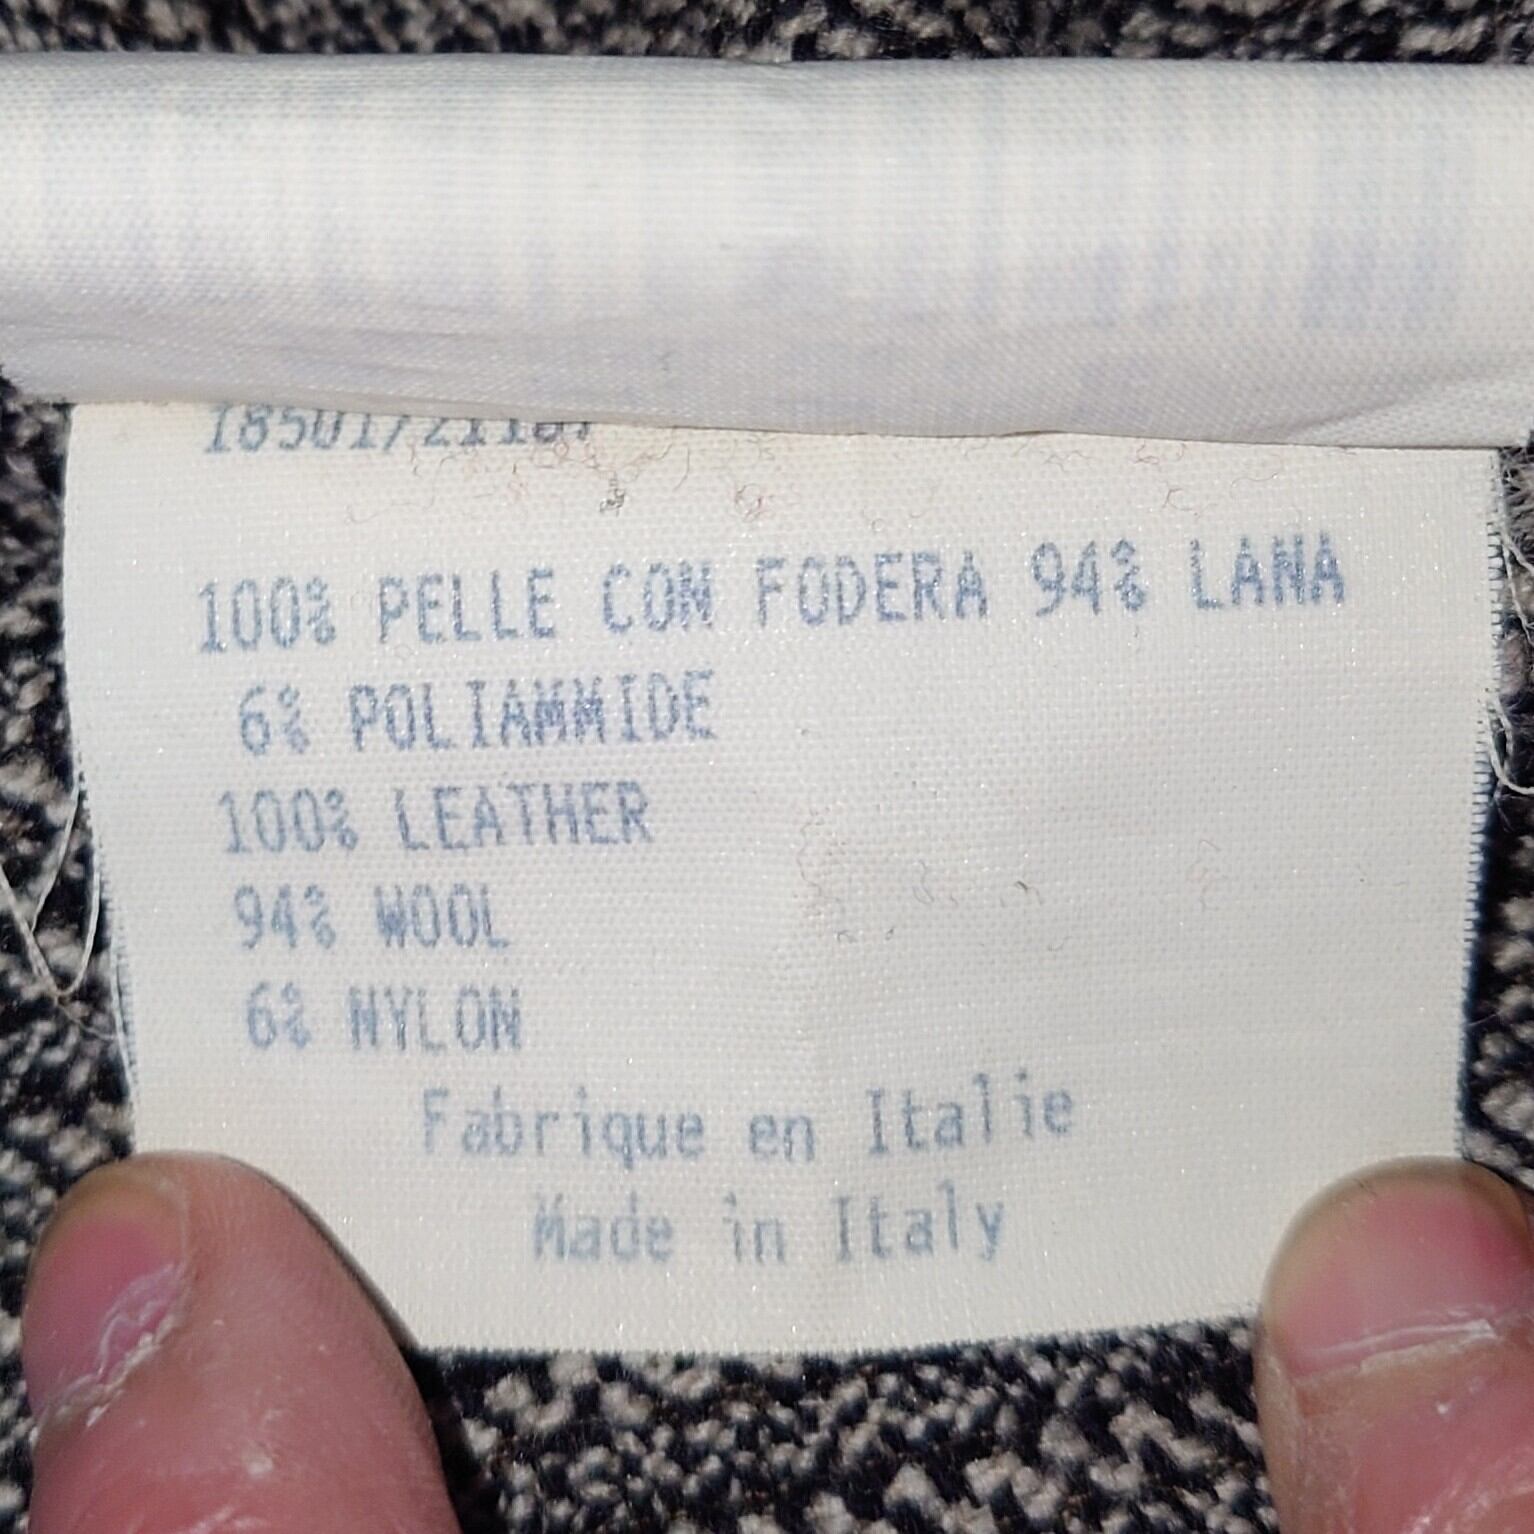 100% PELLE CON FODERA 94% LANA
6% POLIAMMIDE
100% LEATHER
94% WOOL
6% NYLON
Fabrique en Italie
Made in Italy